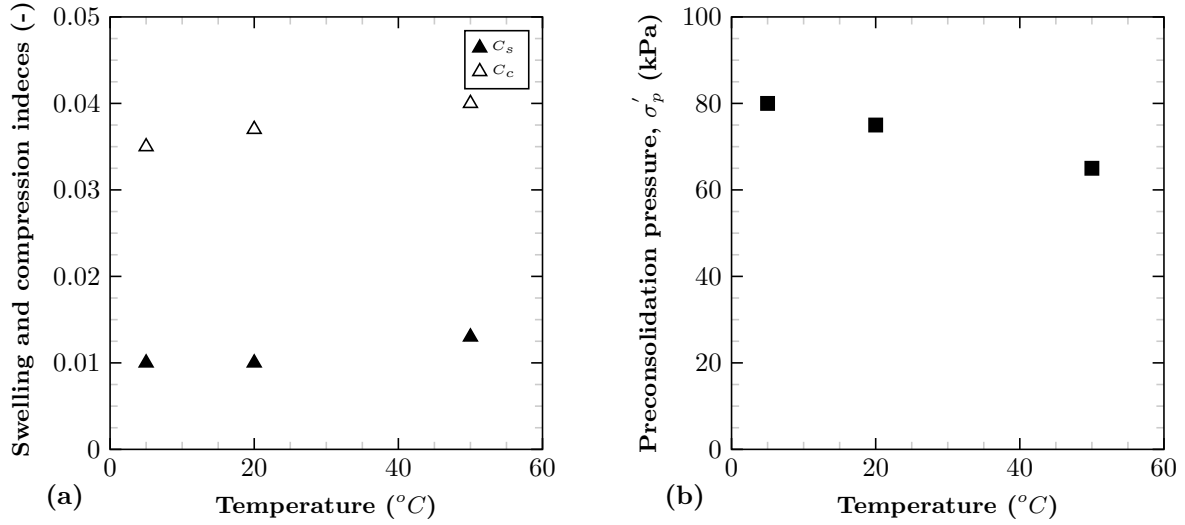 Swelling and compression indeces (-)
0.05
0.04
0.03
0.02
0.01
0
C_s
C_c
0 20 40 60
(a) Temperature (°C)
Preconsolidation pressure, σ'_p (kPa)
100
80
60
40
20
0
0 20 40 60
(b) Temperature (°C)